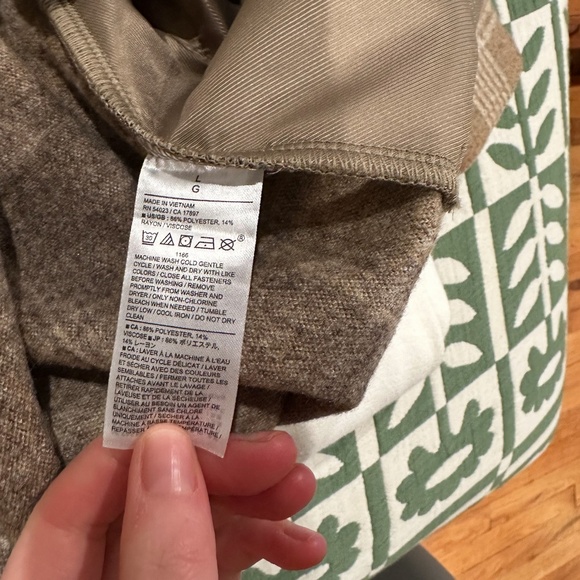 L
G
MADE IN VIETNAM
RN 54023 / CA 17897
■ US/GB : 86% POLYESTER, 14%
RAYON / VISCOSE
30
1166
MACHINE WASH COLD GENTLE
CYCLE / WASH AND DRY WITH LIKE
COLORS / CLOSE ALL FASTENERS
BEFORE WASHING / REMOVE
PROMPTLY FROM WASHER AND
DRYER / ONLY NON-CHLORINE
BLEACH WHEN NEEDED / TUMBLE
DRY LOW / COOL IRON / DO NOT DRY
CLEAN
■ CA : 86% POLYESTER, 14%
VISCOSE ■ JP : 86% ポリエステル,
14% レーヨン
■ CA : LAVER À LA MACHINE À L'EAU
FROIDE AU CYCLE DÉLICAT / LAVER
ET SÉCHER AVEC DES COULEURS
SEMBLABLES / FERMER TOUTES LES
ATTACHES AVANT LE LAVAGE /
RETIRER RAPIDEMENT DE LA
LAVEUSE ET DE LA SÉCHEUSE /
BESOIN UN AGENT DE
BLANCHIMENT SANS CHLORE
UNIQUEMENT / SÉCHER À LA
MACHINE À BASSE TEMPÉRATURE /
REPASSER